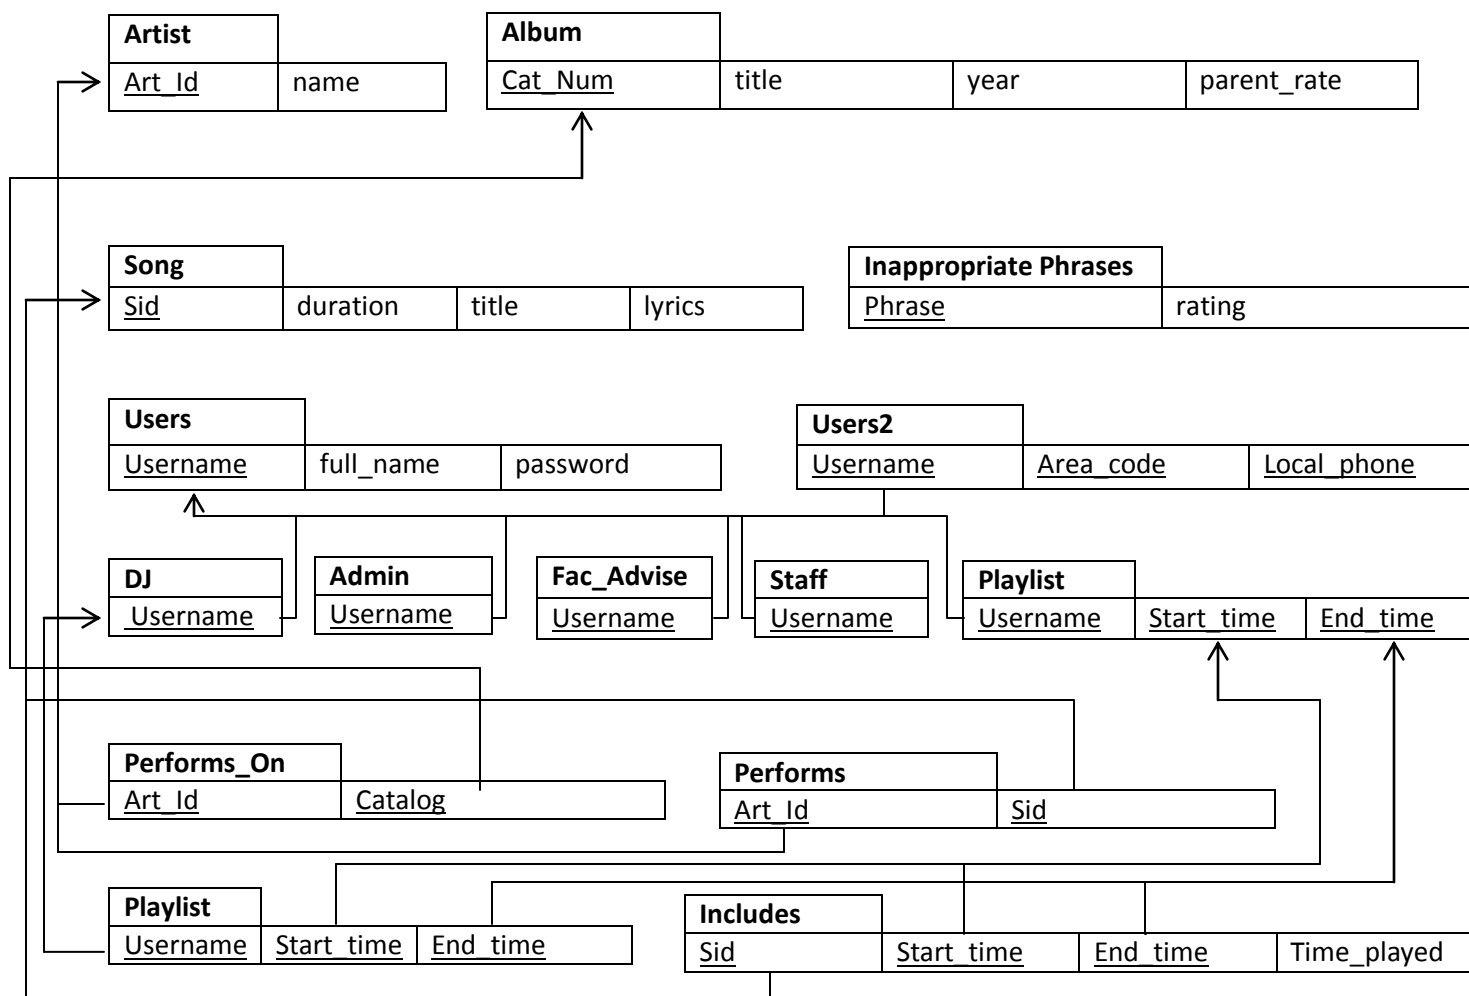 Artist
Art_Id name
Album
Cat_Num title year parent_rate
Song
Sid duration title lyrics
Inappropriate Phrases
Phrase rating
Users
Username full_name password
Users2
Username Area_code Local_phone
DJ
Username
Admin
Username
Fac_Advise
Username
Staff
Username
Playlist
Username Start_time End_time
Performs_On
Art_Id Catalog
Performs
Art_Id Sid
Playlist
Username Start_time End_time
Includes
Sid Start_time End_time Time_played